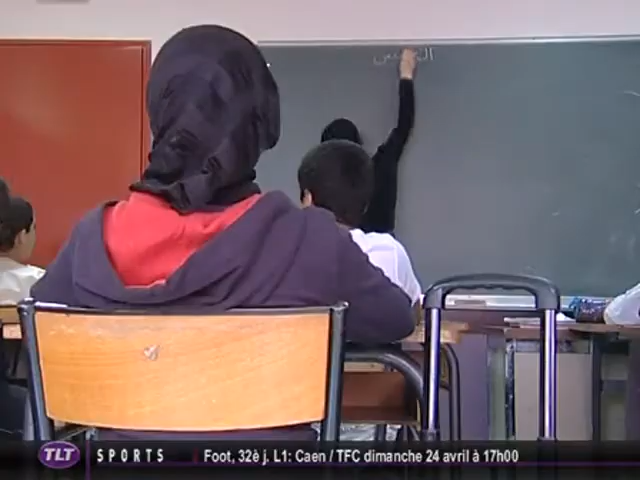 TLT SPORTS Foot, 32è j. L1: Caen / TFC dimanche 24 avril à 17h00